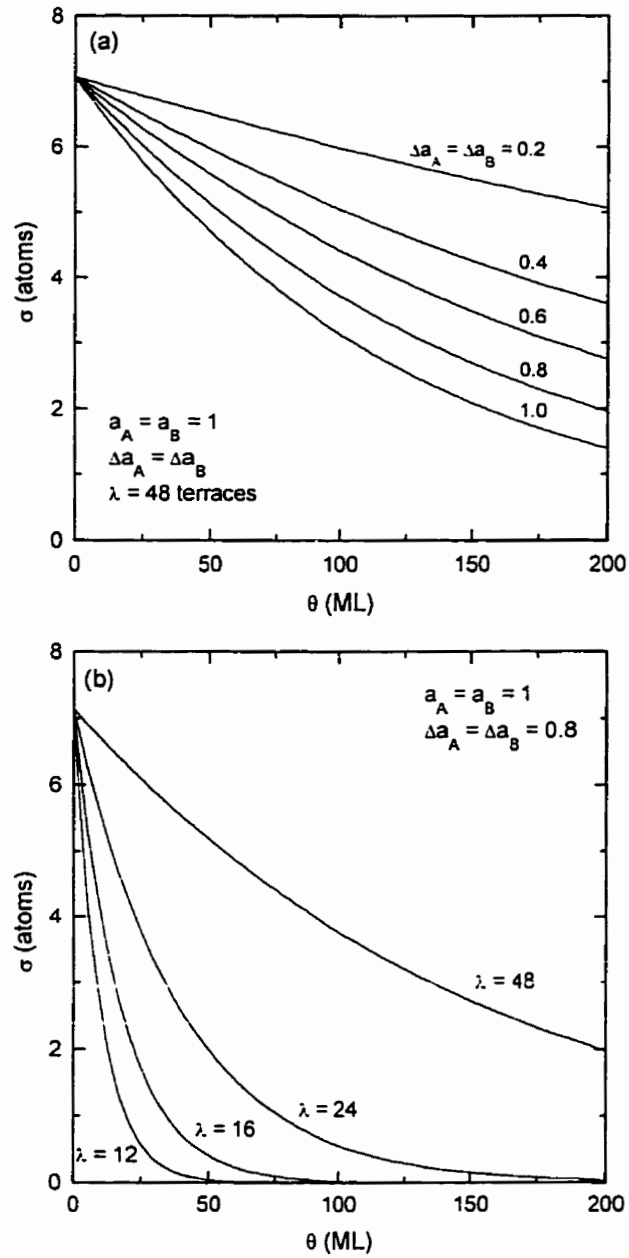 (a)
8
6
4
2
0
σ (atoms)
Δa_A = Δa_B = 0.2
0.4
0.6
0.8
1.0
a_A = a_B = 1
Δa_A = Δa_B
λ = 48 terraces
0 50 100 150 200
θ (ML)
(b)
8
6
4
2
0
σ (atoms)
a_A = a_B = 1
Δa_A = Δa_B = 0.8
λ = 48
λ = 24
λ = 16
λ = 12
0 50 100 150 200
θ (ML)